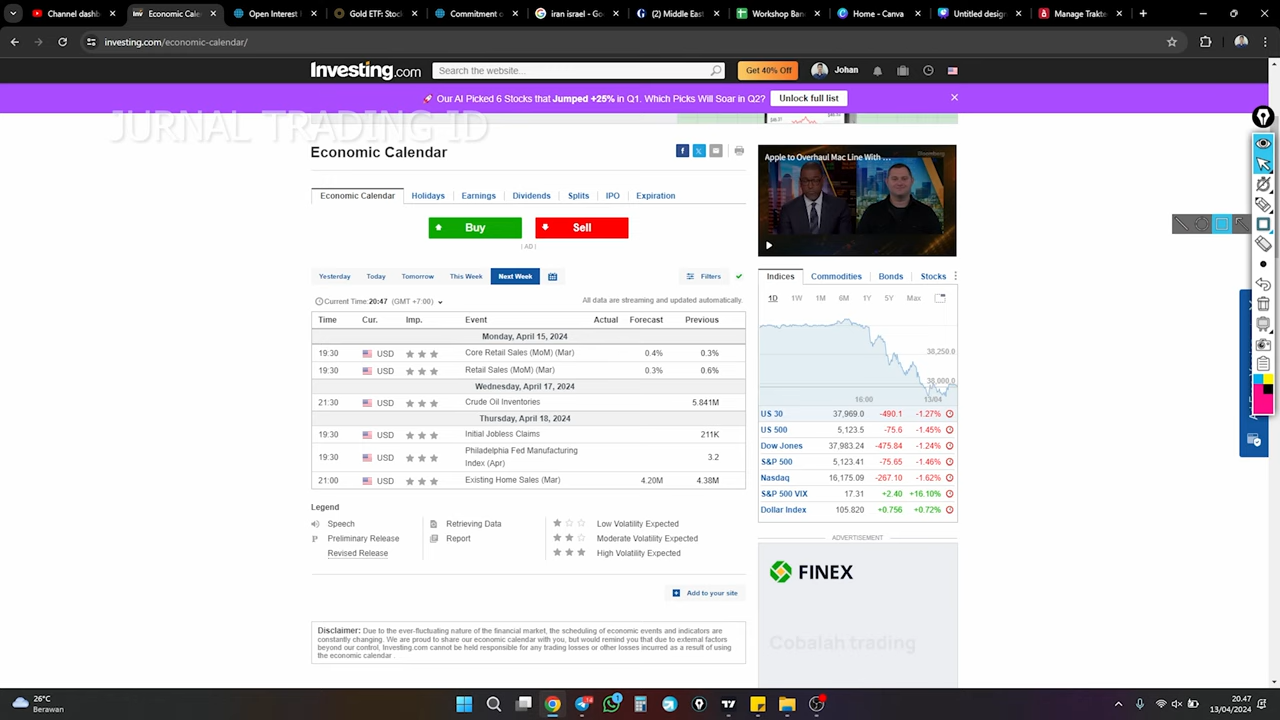 Economic Cal
Open Interest
Gold ETF: Stoc
Commitment o
iran israel - Go
(2) Middle East
Workshop Ban
Home - Canva
Untitled design
Manage Trakte
investing.com/economic-calendar/
Investing.com
Search the website...
Get 40% Off
Johan
🚀 Our AI Picked 6 Stocks that Jumped +25% in Q1. Which Picks Will Soar in Q2?
Unlock full list
JURNAL TRADING ID
Economic Calendar
Apple to Overhaul Mac Line With ...
Bloomberg
Economic Calendar Holidays Earnings Dividends Splits IPO Expiration
Buy
Sell
| AD |
Yesterday Today Tomorrow This Week Next Week
Filters
Current Time: 20:47 (GMT +7:00)
All data are streaming and updated automatically.
Time Cur. Imp. Event Actual Forecast Previous
Monday, April 15, 2024
19:30 USD Core Retail Sales (MoM) (Mar) 0.4% 0.3%
19:30 USD Retail Sales (MoM) (Mar) 0.3% 0.6%
Wednesday, April 17, 2024
21:30 USD Crude Oil Inventories 5.841M
Thursday, April 18, 2024
19:30 USD Initial Jobless Claims 211K
19:30 USD Philadelphia Fed Manufacturing
Index (Apr) 3.2
21:00 USD Existing Home Sales (Mar) 4.20M 4.38M
Legend
Speech
Preliminary Release
Revised Release
Retrieving Data
Report
Low Volatility Expected
Moderate Volatility Expected
High Volatility Expected
Add to your site
Disclaimer: Due to the ever-fluctuating nature of the financial market, the scheduling of economic events and indicators are
constantly changing. We are proud to share our economic calendar with you, but would remind you that due to external factors
beyond our control, Investing.com cannot be held responsible for any trading losses or other losses incurred as a result of using
the economic calendar .
Indices Commodities Bonds Stocks
1D 1W 1M 6M 1Y 5Y Max
38,250.0
38,000.0
16:00 13/04
US 30 37,969.0 -490.1 -1.27%
US 500 5,123.5 -75.6 -1.45%
Dow Jones 37,983.24 -475.84 -1.24%
S&P 500 5,123.41 -75.65 -1.46%
Nasdaq 16,175.09 -267.10 -1.62%
S&P 500 VIX 17.31 +2.40 +16.10%
Dollar Index 105.820 +0.756 +0.72%
ADVERTISEMENT
FINEX
Cobalah trading
26°C
Berawan
20.47
13/04/2024